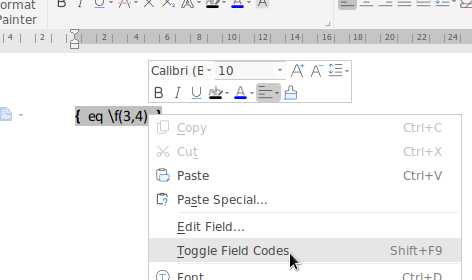 ormat
Painter
B I U A A
4 2 2 4 6 8 10 12 14 16 18 20 22 24
Calibri (E 10 A A
B I U ab A
{ eq \f(3,4) }
Copy Ctrl+C
Cut Ctrl+X
Paste Ctrl+V
Paste Special...
Edit Field...
Toggle Field Codes Shift+F9
Font Ctrl+D